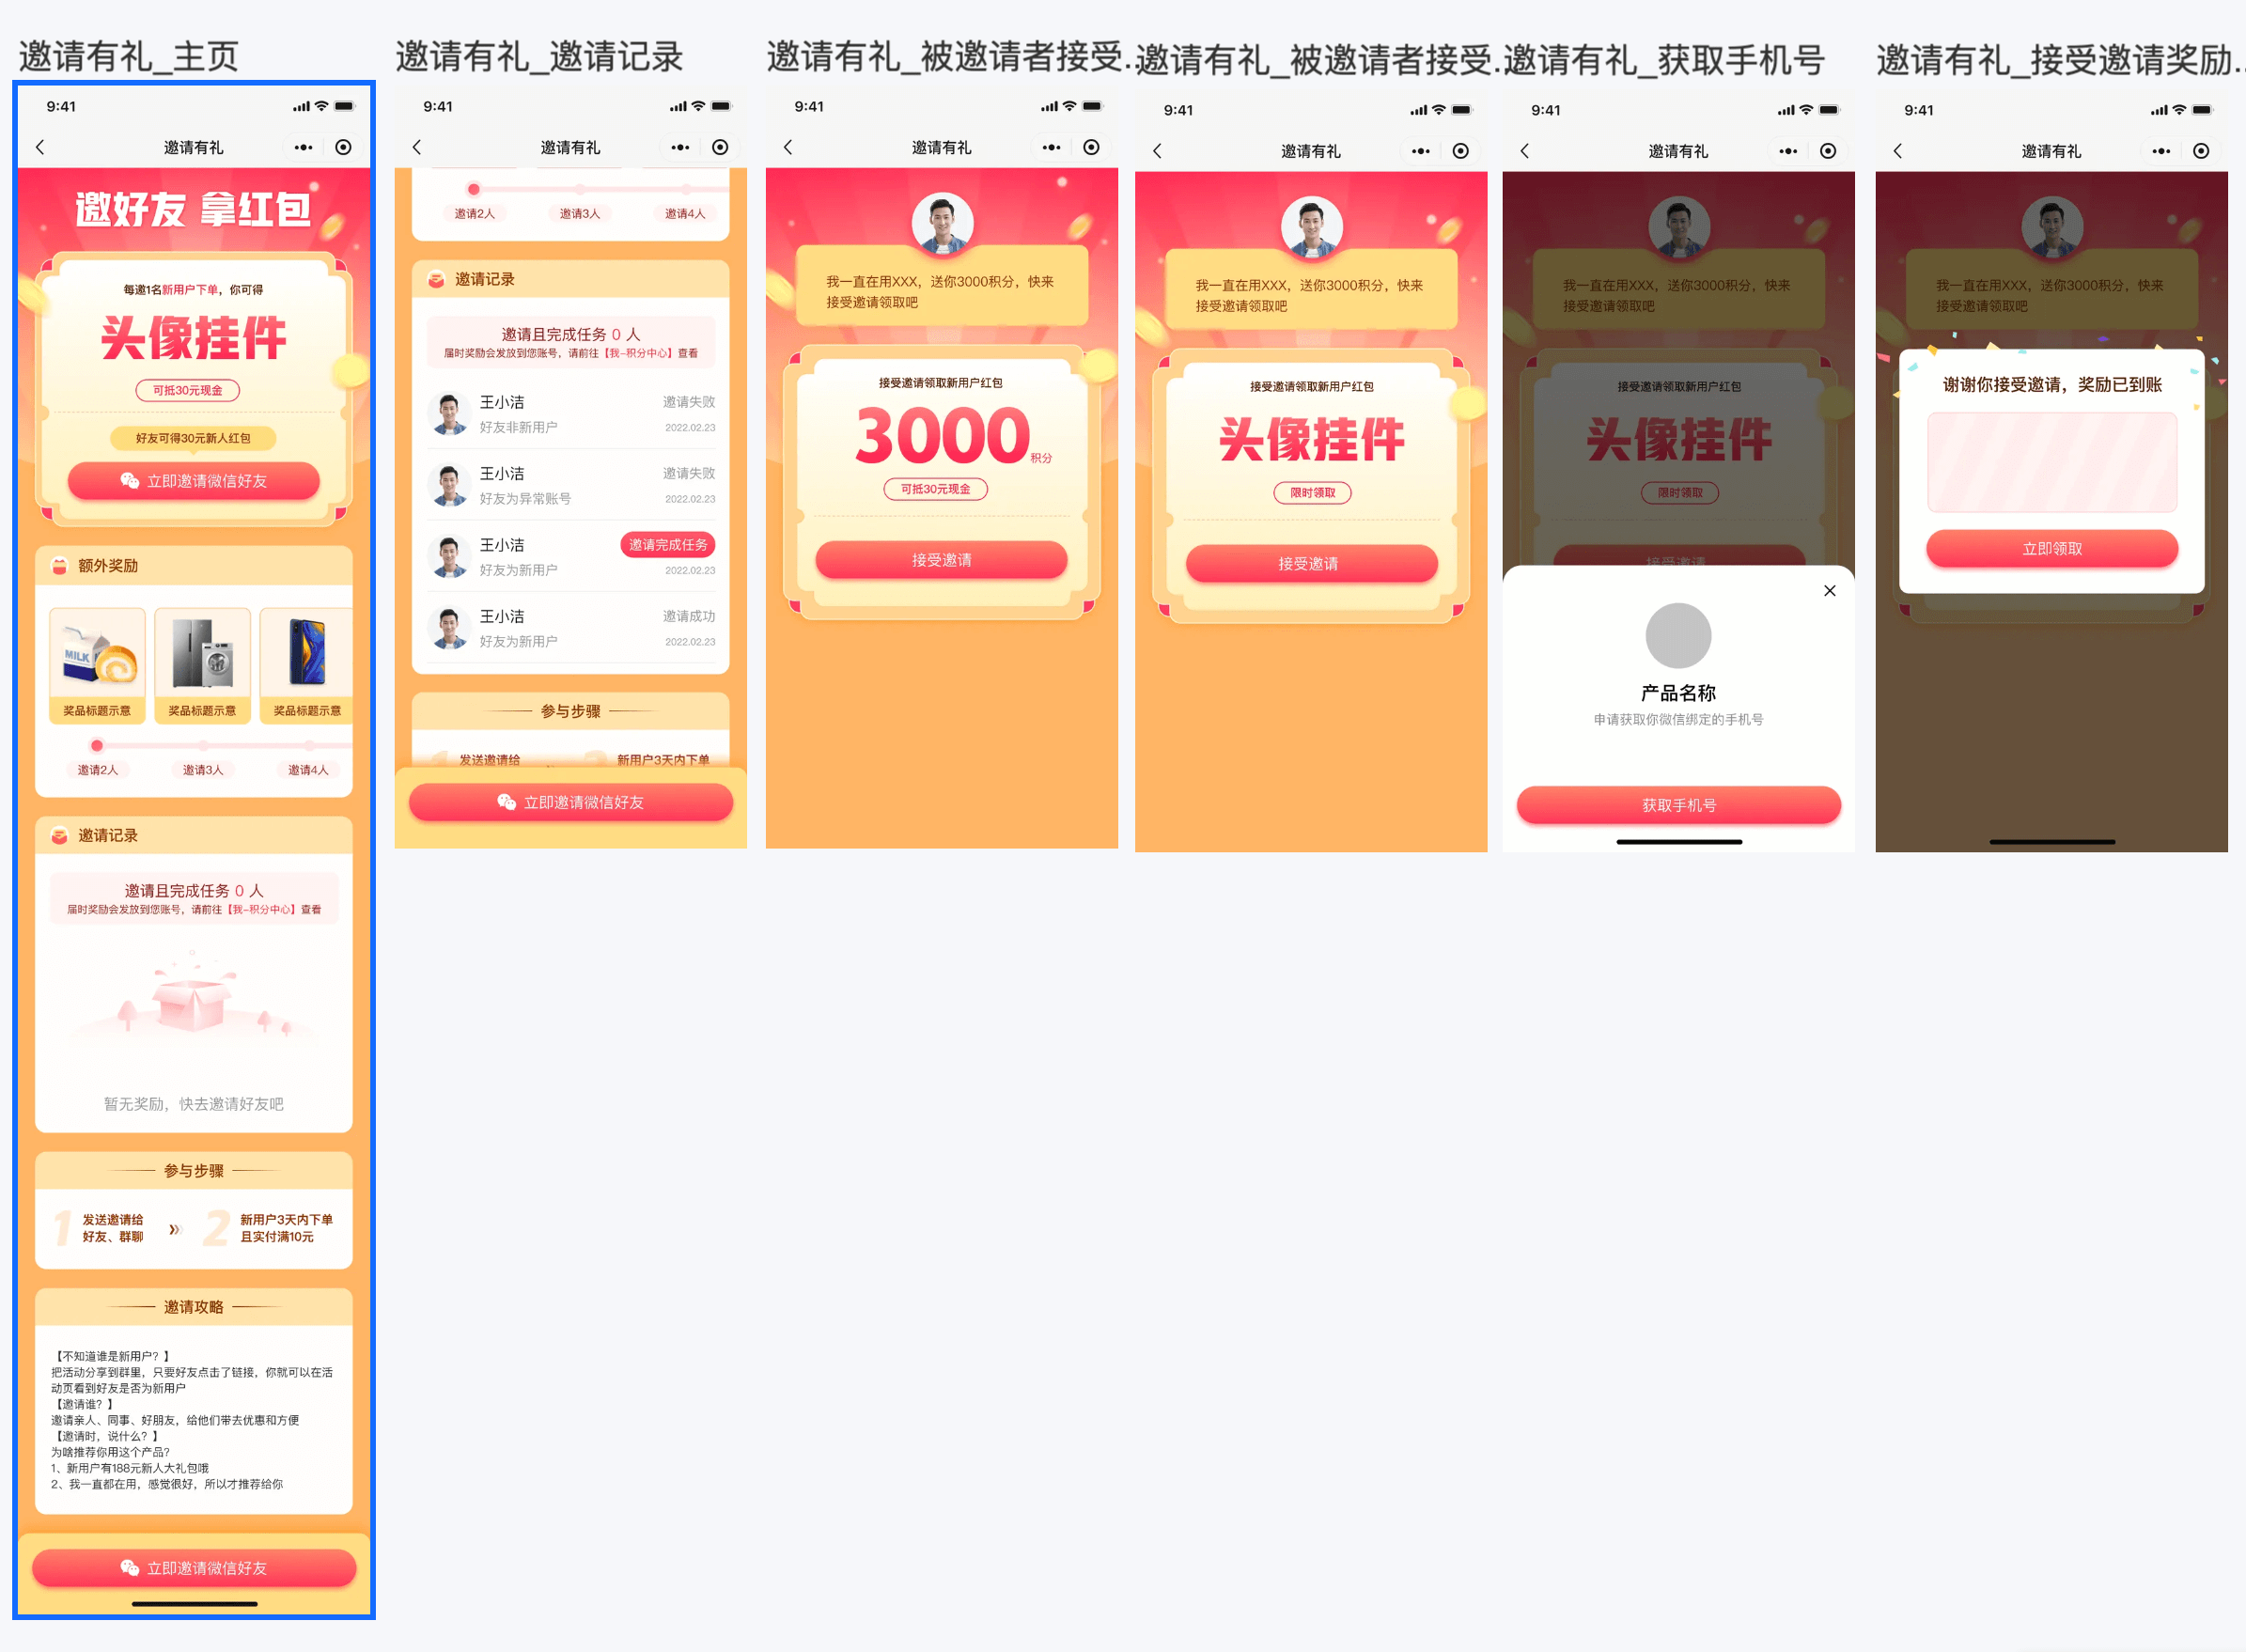 邀请有礼_主页
9:41
邀请有礼
邀好友 拿红包
每邀1名新用户下单，你可得
头像挂件
可抵30元现金
好友可得30元新人红包
立即邀请微信好友
额外奖励
MILK
奖品标题示意
奖品标题示意
奖品标题示意
邀请2人
邀请3人
邀请4人
邀请记录
邀请且完成任务 0 人
届时奖励会发放到您账号，请前往【我-积分中心】查看
暂无奖励，快去邀请好友吧
参与步骤
1 发送邀请给
好友、群聊
2 新用户3天内下单
且实付满10元
邀请攻略
【不知道谁是新用户？】
把活动分享到群里，只要好友点击了链接，你就可以在活
动页看到好友是否为新用户
【邀请谁？】
邀请亲人、同事、好朋友，给他们带去优惠和方便
【邀请时，说什么？】
为啥推荐你用这个产品?
1、新用户有188元新人大礼包哦
2、我一直都在用，感觉很好，所以才推荐给你
立即邀请微信好友
邀请有礼_邀请记录
9:41
邀请有礼
邀请2人
邀请3人
邀请4人
邀请记录
邀请且完成任务 0 人
届时奖励会发放到您账号，请前往【我-积分中心】查看
王小洁
邀请失败
好友非新用户
2022.02.23
王小洁
邀请失败
好友为异常账号
2022.02.23
王小洁
邀请完成任务
好友为新用户
2022.02.23
王小洁
邀请成功
好友为新用户
2022.02.23
参与步骤
发送邀请给
新用户3天内下单
立即邀请微信好友
邀请有礼_被邀请者接受...
9:41
邀请有礼
我一直在用XXX，送你3000积分，快来
接受邀请领取吧
接受邀请领取新用户红包
3000积分
可抵30元现金
接受邀请
邀请有礼_被邀请者接受...
9:41
邀请有礼
我一直在用XXX，送你3000积分，快来
接受邀请领取吧
接受邀请领取新用户红包
头像挂件
限时领取
接受邀请
邀请有礼_获取手机号
9:41
邀请有礼
我一直在用XXX，送你3000积分，快来
接受邀请领取吧
接受邀请领取新用户红包
头像挂件
限时领取
接受邀请
产品名称
申请获取你微信绑定的手机号
获取手机号
邀请有礼_接受邀请奖励...
9:41
邀请有礼
我一直在用XXX，送你3000积分，快来
接受邀请领取吧
谢谢你接受邀请，奖励已到账
立即领取